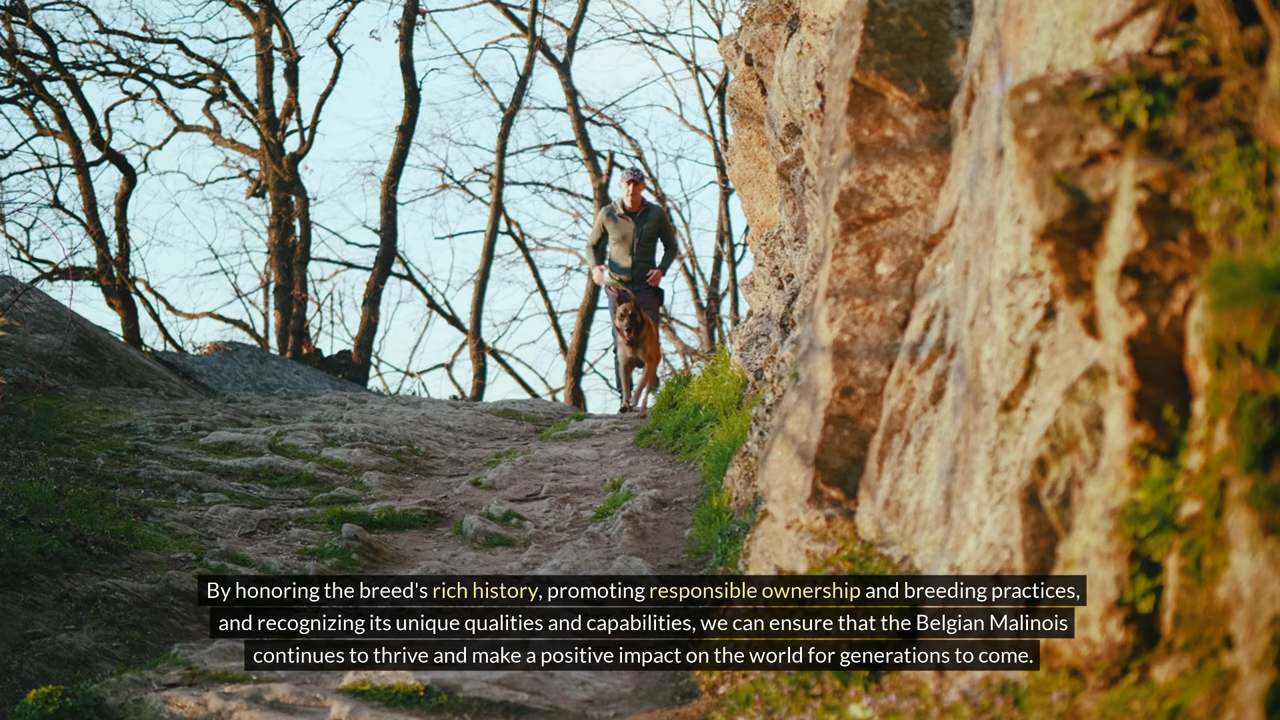 By honoring the breed's rich history, promoting responsible ownership and breeding practices,
and recognizing its unique qualities and capabilities, we can ensure that the Belgian Malinois
continues to thrive and make a positive impact on the world for generations to come.